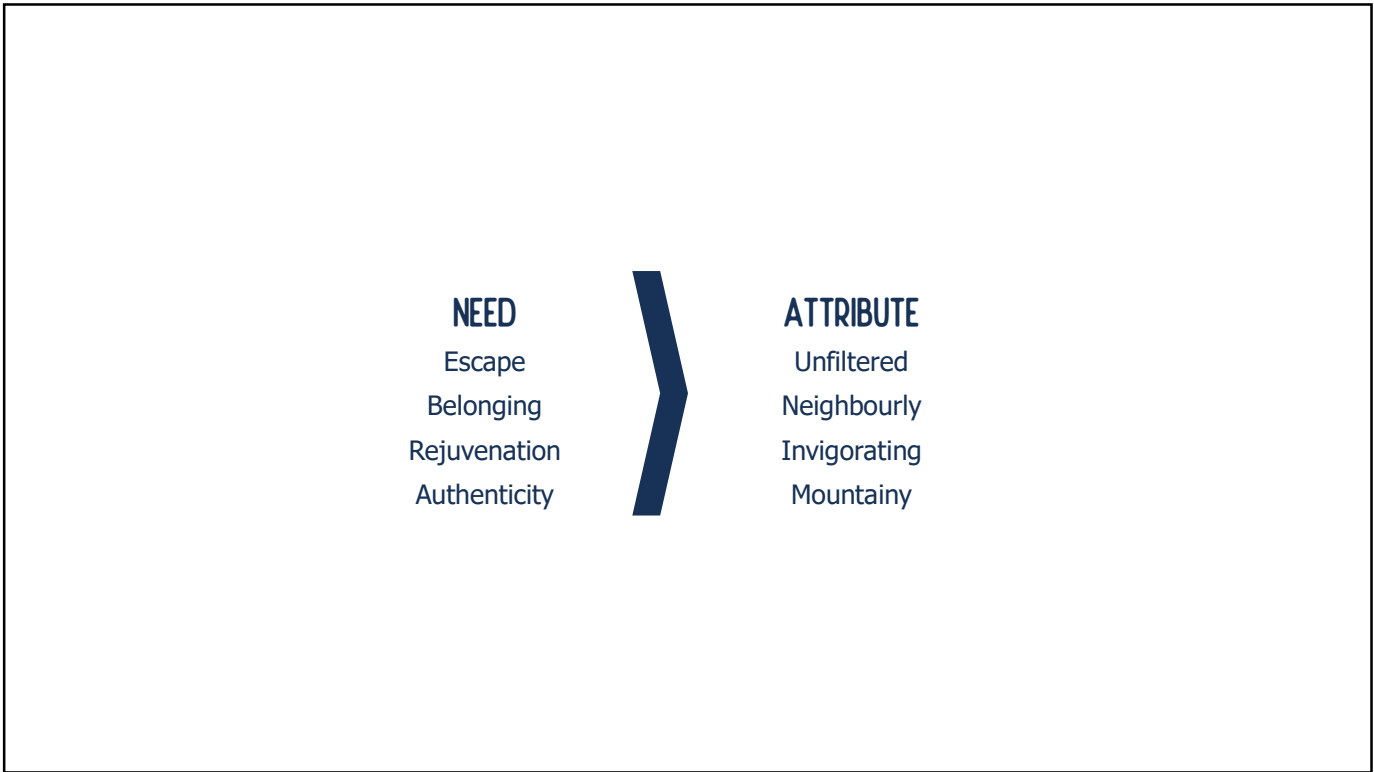 NEED
Escape
Belonging
Rejuvenation
Authenticity
ATTRIBUTE
Unfiltered
Neighbourly
Invigorating
Mountainy